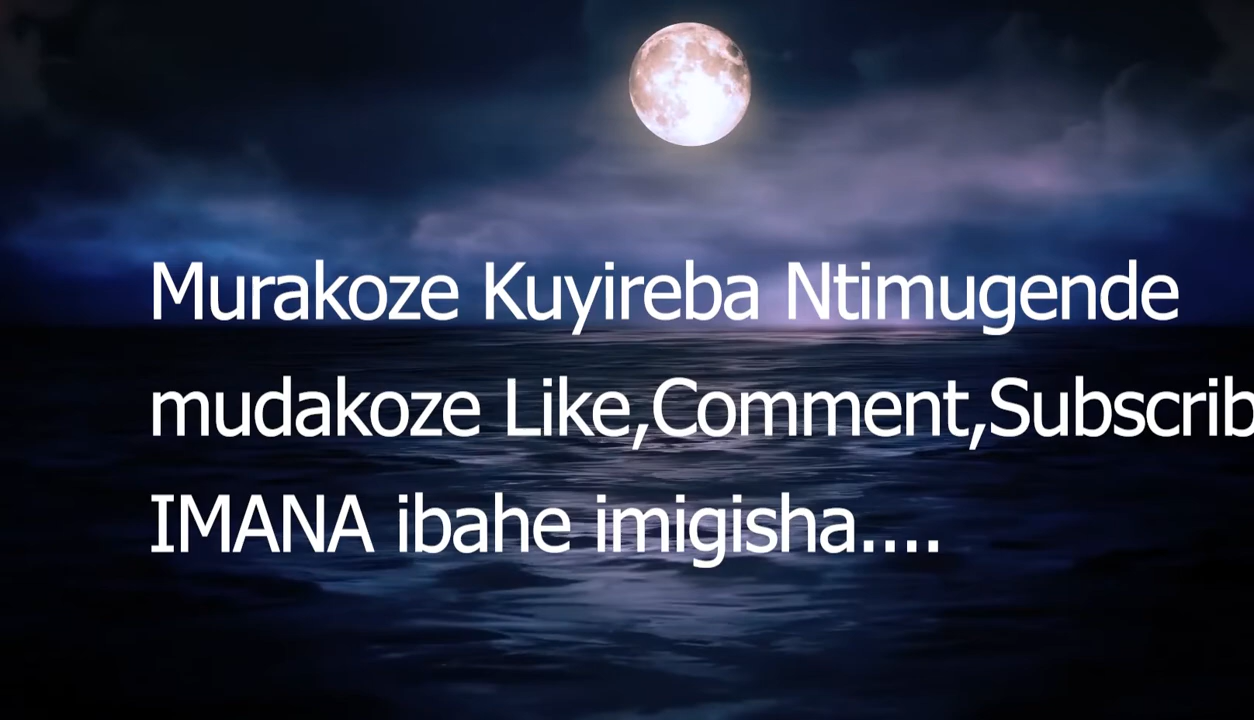 Murakoze Kuyireba Ntimugende
mudakoze Like,Comment,Subscrib
IMANA ibahe imigisha....